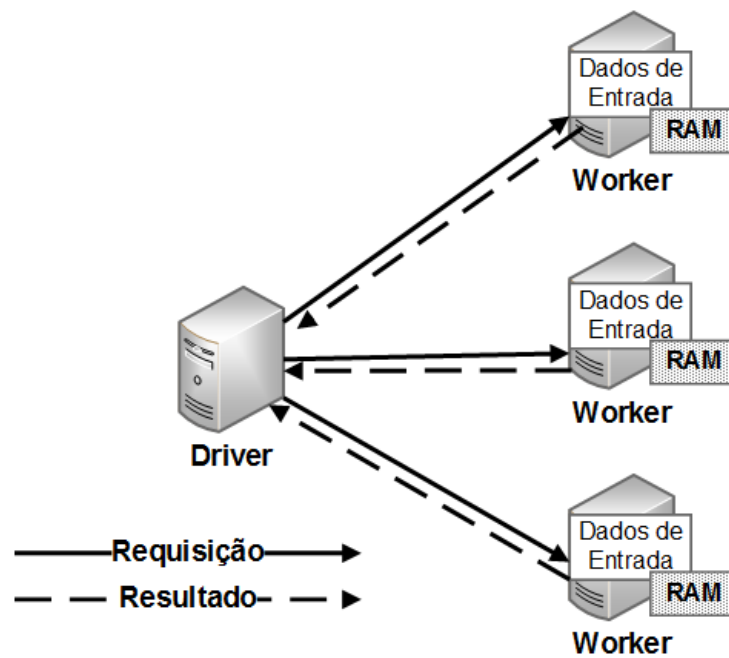 Dados de
Entrada
RAM
Worker
Dados de
Entrada
RAM
Worker
Driver
Dados de
Entrada
RAM
Worker
Requisição
Resultado